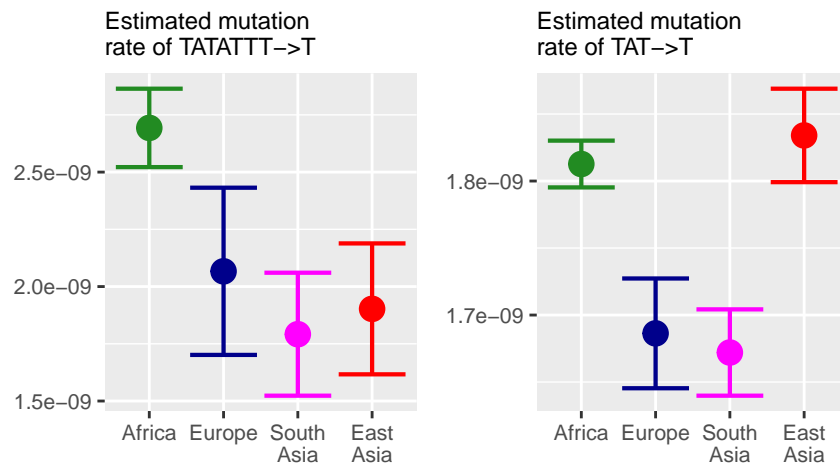 Estimated mutation
rate of TATATTT−>T
2.5e−09
2.0e−09
1.5e−09
Africa
Europe
South
Asia
East
Asia
Estimated mutation
rate of TAT−>T
1.8e−09
1.7e−09
Africa
Europe
South
Asia
East
Asia